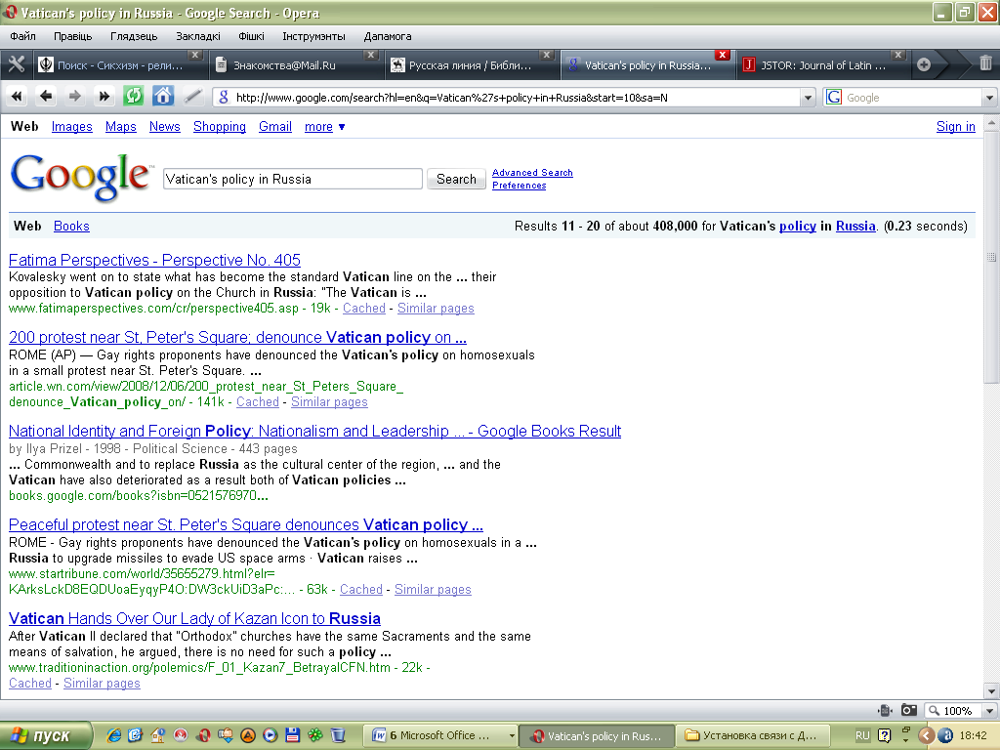 Vatican's policy in Russia - Google Search - Opera
Файл Правіць Глядзець Закладкі Фішкі Інструмэнты Дапамога
Поиск - Сикхизм - рели... Знакомства@Mail.Ru Русская линия / Библи... Vatican's policy in Russia... JSTOR: Journal of Latin ...
http://www.google.com/search?hl=en&q=Vatican%27s+policy+in+Russia&start=10&sa=N Google
Web Images Maps News Shopping Gmail more ▼ Sign in
Google™ Vatican's policy in Russia Search Advanced Search
Preferences
Web Books Results 11 - 20 of about 408,000 for Vatican's policy in Russia. (0.23 seconds)
Fatima Perspectives - Perspective No. 405
Kovalesky went on to state what has become the standard Vatican line on the ... their
opposition to Vatican policy on the Church in Russia: "The Vatican is ...
www.fatimaperspectives.com/cr/perspective405.asp - 19k - Cached - Similar pages
200 protest near St, Peter's Square; denounce Vatican policy on ...
ROME (AP) — Gay rights proponents have denounced the Vatican's policy on homosexuals
in a small protest near St. Peter's Square. ...
article.wn.com/view/2008/12/06/200_protest_near_St_Peters_Square_
denounce_Vatican_policy_on/ - 141k - Cached - Similar pages
National Identity and Foreign Policy: Nationalism and Leadership ... - Google Books Result
by Ilya Prizel - 1998 - Political Science - 443 pages
... Commonwealth and to replace Russia as the cultural center of the region, ... and the
Vatican have also deteriorated as a result both of Vatican policies ...
books.google.com/books?isbn=0521576970...
Peaceful protest near St. Peter's Square denounces Vatican policy ...
ROME - Gay rights proponents have denounced the Vatican's policy on homosexuals in a ...
Russia to upgrade missiles to evade US space arms · Vatican raises ...
www.startribune.com/world/35655279.html?elr=
KArksLckD8EQDUoaEyqyP4O:DW3ckUiD3aPc:... - 63k - Cached - Similar pages
Vatican Hands Over Our Lady of Kazan Icon to Russia
After Vatican II declared that "Orthodox" churches have the same Sacraments and the same
means of salvation, he argued, there is no need for such a policy ...
www.traditioninaction.org/polemics/F_01_Kazan7_BetrayalCFN.htm - 22k -
Cached - Similar pages
100%
пуск 6 Microsoft Office ... Vatican's policy in Rus... Установка связи с Д... RU 18:42